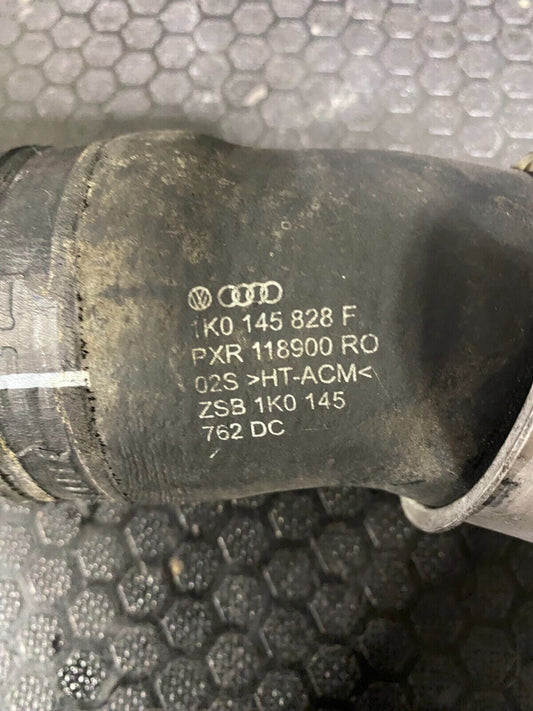 1K0 145 828 F
PXR 118900 RO
02S >HT-ACM<
ZSB 1K0 145
762 DC